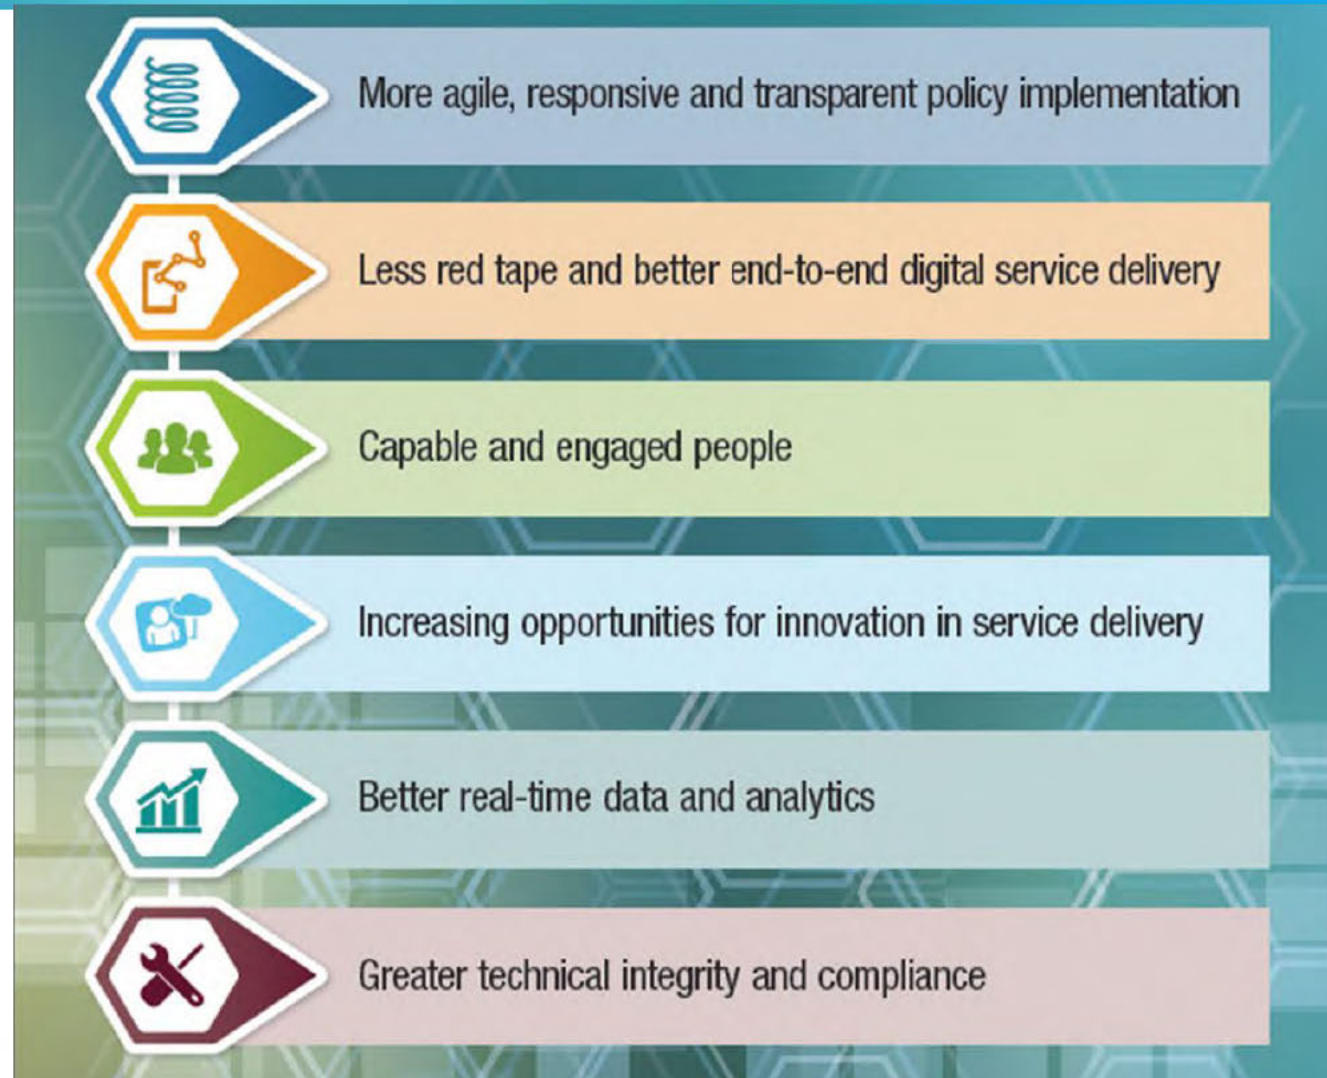 More agile, responsive and transparent policy implementation
Less red tape and better end-to-end digital service delivery
Capable and engaged people
Increasing opportunities for innovation in service delivery
Better real-time data and analytics
Greater technical integrity and compliance